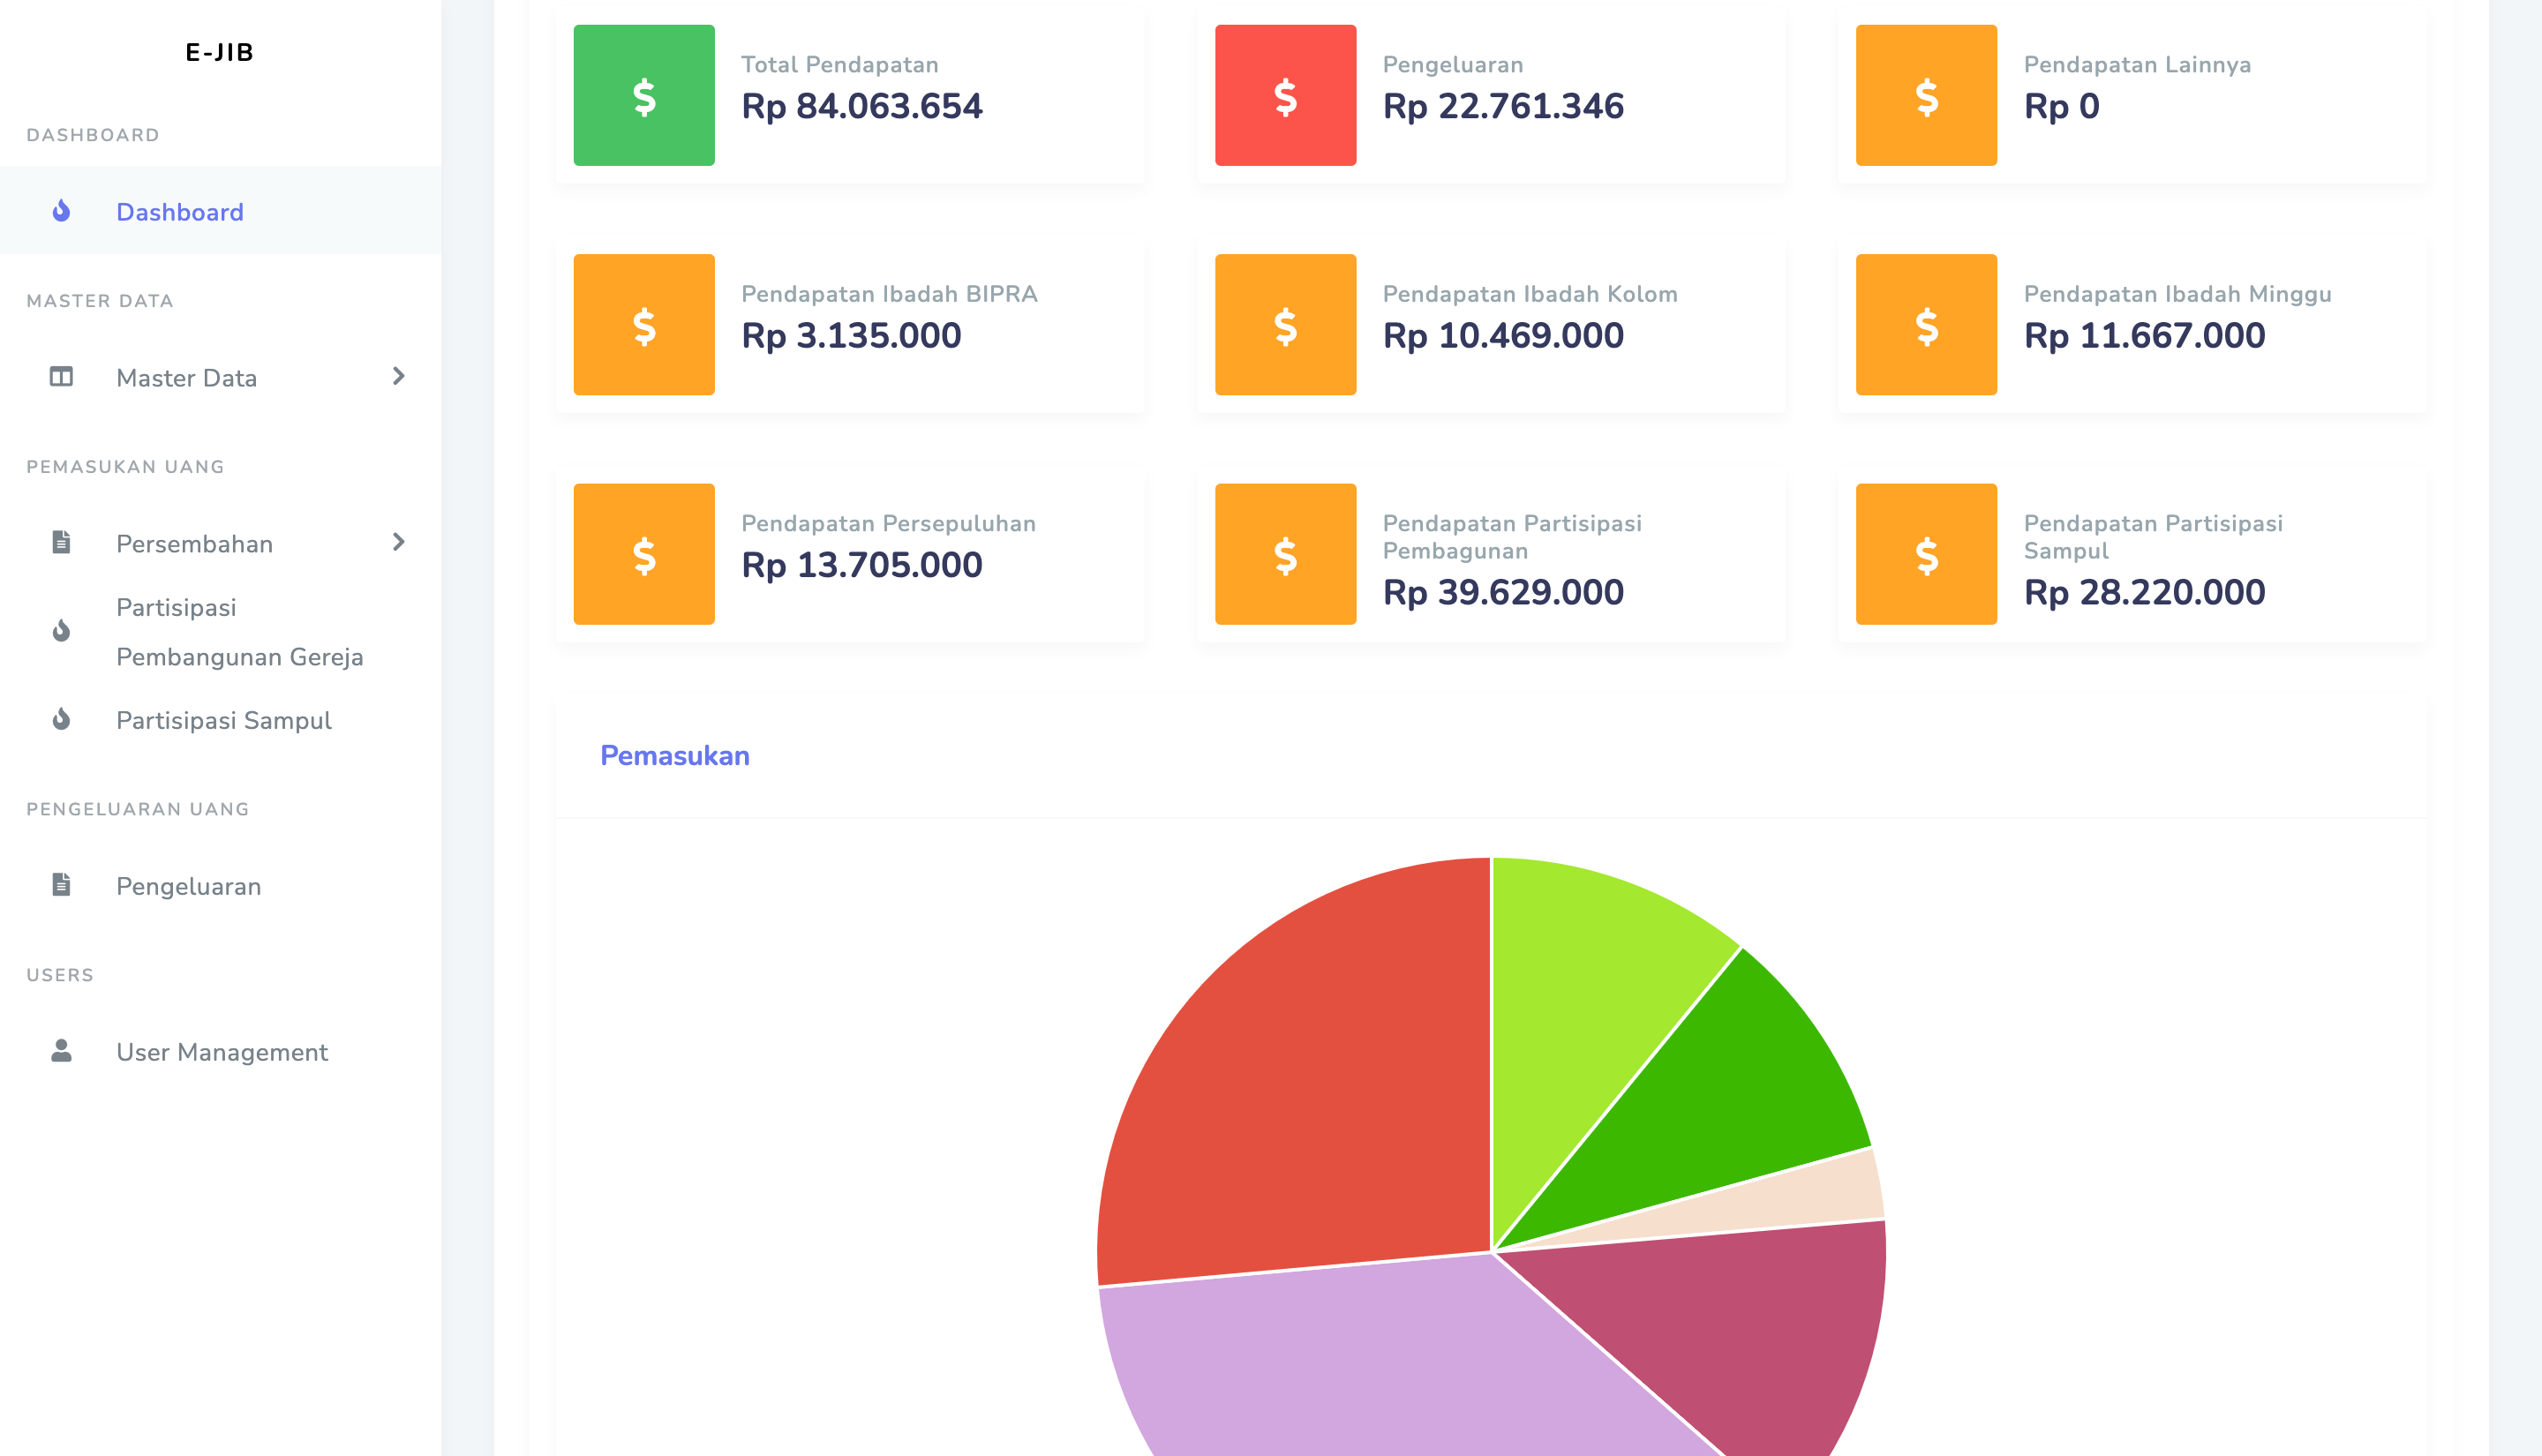 E-JIB
DASHBOARD
Dashboard
MASTER DATA
Master Data
PEMASUKAN UANG
Persembahan
Partisipasi
Pembangunan Gereja
Partisipasi Sampul
PENGELUARAN UANG
Pengeluaran
USERS
User Management
Total Pendapatan
Rp 84.063.654
Pengeluaran
Rp 22.761.346
Pendapatan Lainnya
Rp 0
Pendapatan Ibadah BIPRA
Rp 3.135.000
Pendapatan Ibadah Kolom
Rp 10.469.000
Pendapatan Ibadah Minggu
Rp 11.667.000
Pendapatan Persepuluhan
Rp 13.705.000
Pendapatan Partisipasi
Pembagunan
Rp 39.629.000
Pendapatan Partisipasi
Sampul
Rp 28.220.000
Pemasukan